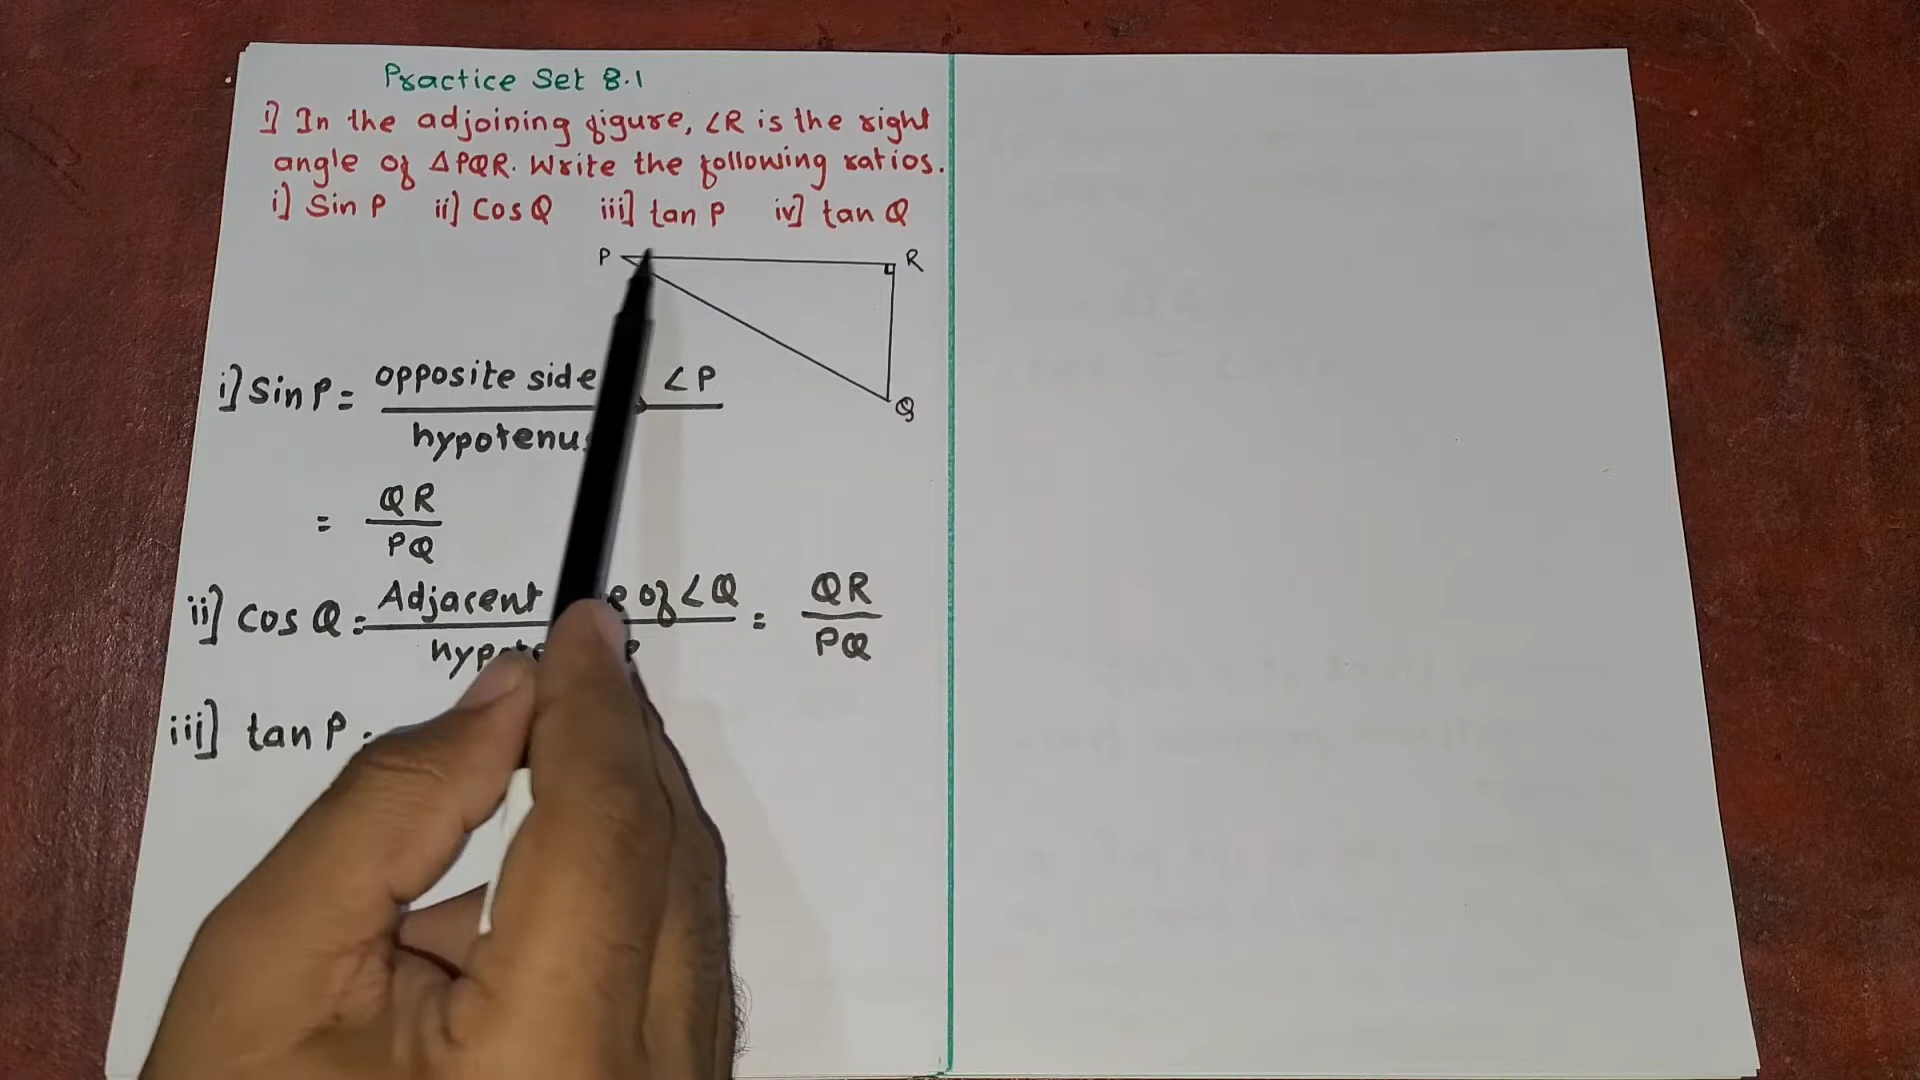 Practice Set 8.1
1] In the adjoining figure, ∠R is the right
angle of △PQR. Write the following ratios.
i] Sin P ii] Cos Q iii] tan P iv] tan Q
P R
Q
i] Sin P = opposite side ∠P
hypotenus
= QR
PQ
ii] Cos Q = Adjacent of ∠Q = QR
PQ
iii] tan P